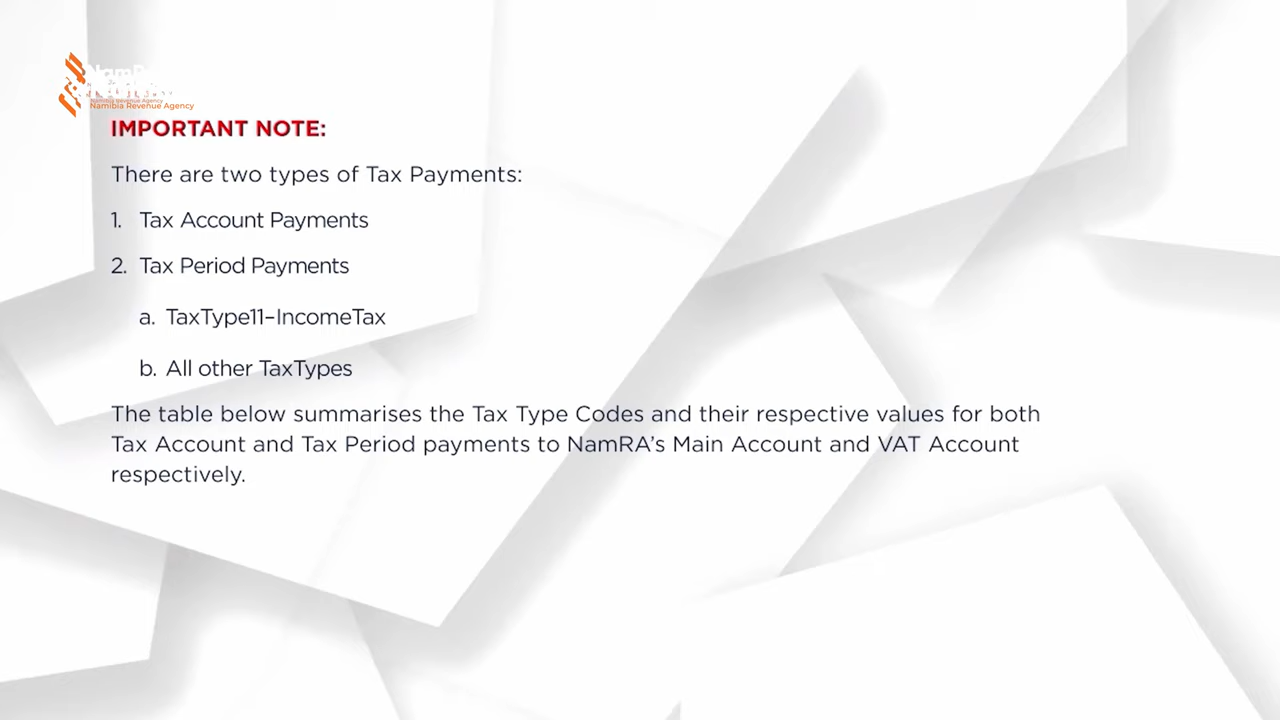 Namibia Revenue Agency
IMPORTANT NOTE:
There are two types of Tax Payments:
1. Tax Account Payments
2. Tax Period Payments
a. TaxType11–IncomeTax
b. All other TaxTypes
The table below summarises the Tax Type Codes and their respective values for both
Tax Account and Tax Period payments to NamRA’s Main Account and VAT Account
respectively.